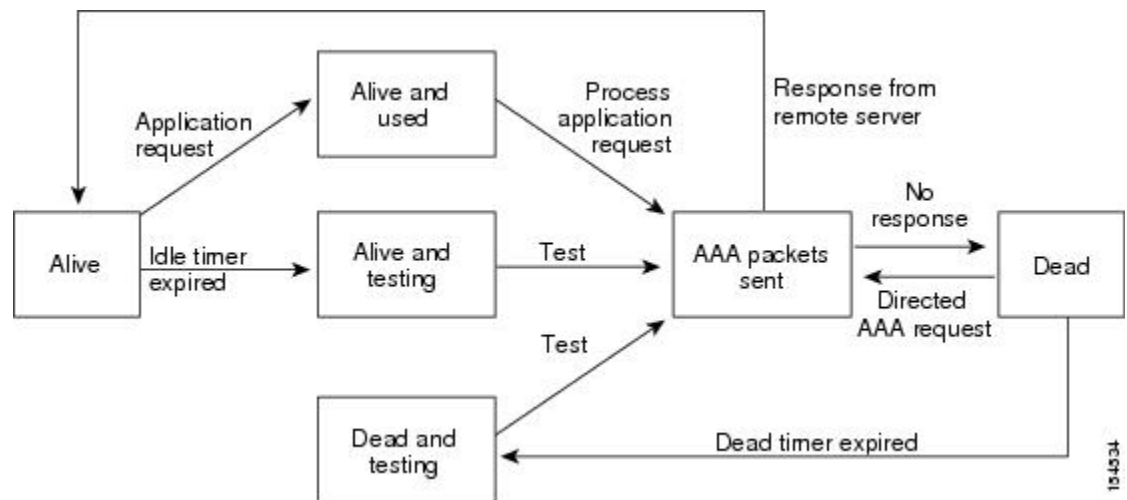 Alive and
used
Process
application
request
Response from
remote server
Application
request
No
response
Alive
Idle timer
expired
Alive and
testing
Test
AAA packets
sent
Dead
Directed
AAA request
Test
Dead and
testing
Dead timer expired
154534